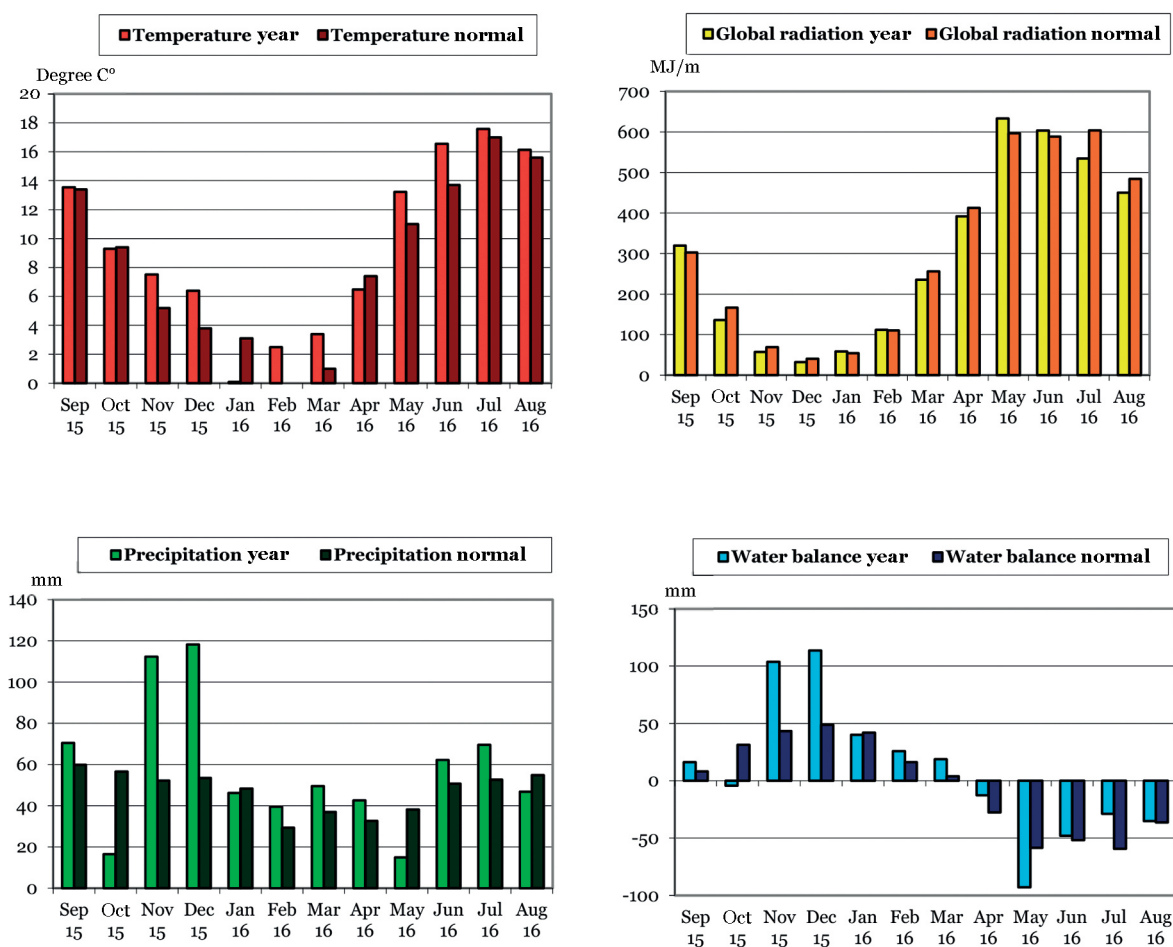 Temperature year Temperature normal
Degree C°
20
18
16
14
12
10
8
6
4
2
0
Sep Oct Nov Dec Jan Feb Mar Apr May Jun Jul Aug
15 15 15 15 16 16 16 16 16 16 16 16
Global radiation year Global radiation normal
MJ/m
700
600
500
400
300
200
100
0
Sep Oct Nov Dec Jan Feb Mar Apr May Jun Jul Aug
15 15 15 15 16 16 16 16 16 16 16 16
Precipitation year Precipitation normal
mm
140
120
100
80
60
40
20
0
Sep Oct Nov Dec Jan Feb Mar Apr May Jun Jul Aug
15 15 15 15 16 16 16 16 16 16 16 16
Water balance year Water balance normal
mm
150
100
50
0
-50
-100
Sep Oct Nov Dec Jan Feb Mar Apr May Jun Jul Aug
15 15 15 15 16 16 16 16 16 16 16 16